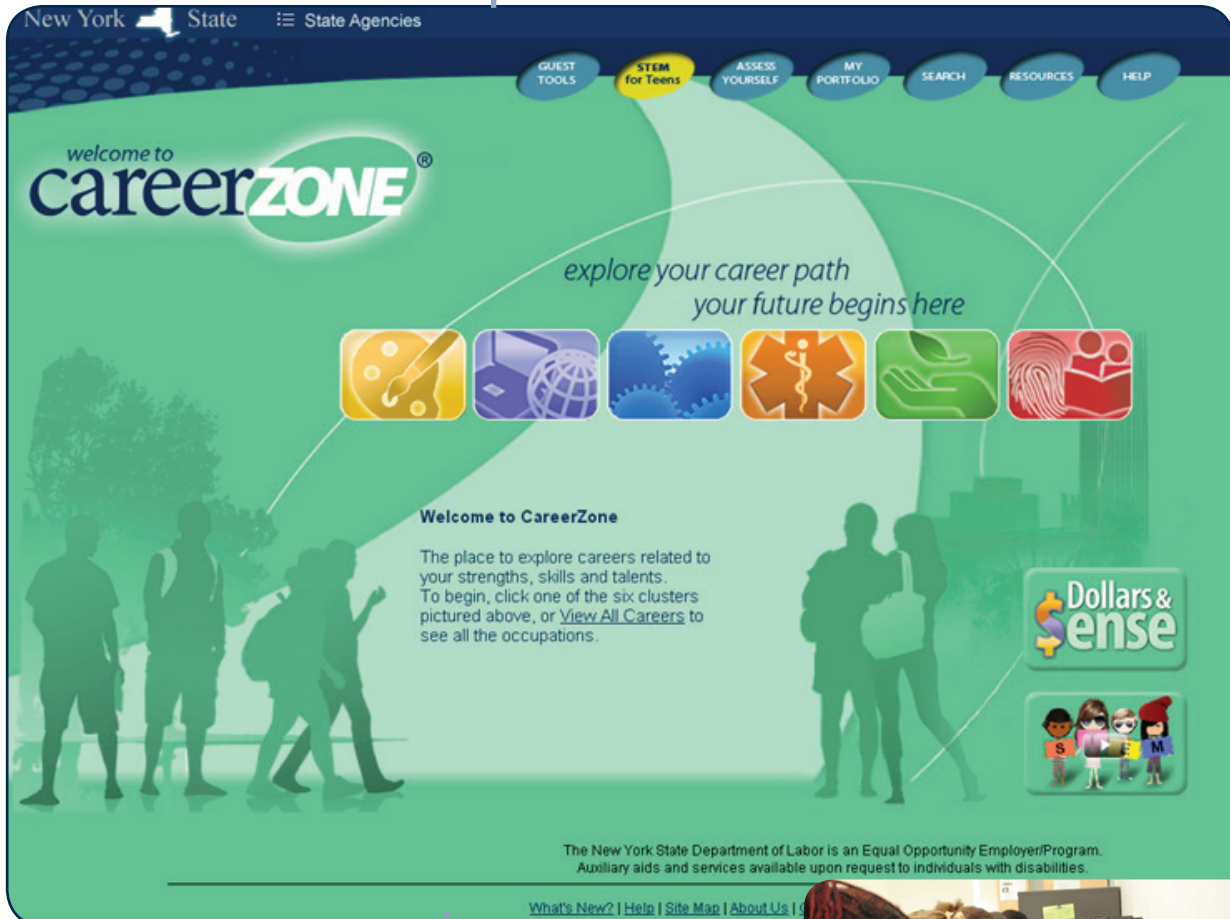 New York State
State Agencies
GUEST
TOOLS
STEM
for Teens
ASSESS
YOURSELF
MY
PORTFOLIO
SEARCH
RESOURCES
HELP
welcome to
careerZONE®
explore your career path
your future begins here
Welcome to CareerZone
The place to explore careers related to
your strengths, skills and talents.
To begin, click one of the six clusters
pictured above, or View All Careers to
see all the occupations.
Dollars &
$ense
S E M
The New York State Department of Labor is an Equal Opportunity Employer/Program.
Auxiliary aids and services available upon request to individuals with disabilities.
What's New? | Help | Site Map | About Us |